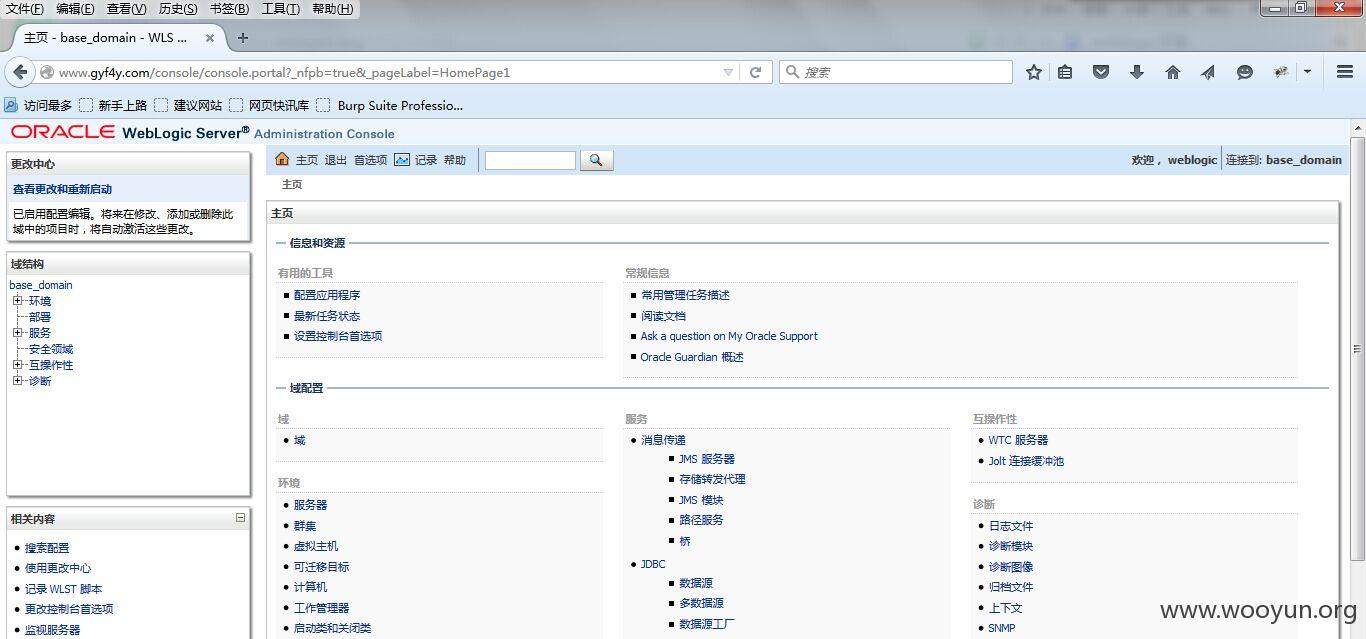 文件(F) 编辑(E) 查看(V) 历史(S) 书签(B) 工具(T) 帮助(H)
主页 - base_domain - WLS ...
www.gyf4y.com/console/console.portal?_nfpb=true&_pageLabel=HomePage1
搜索
访问最多 新手上路 建议网站 网页快讯库 Burp Suite Professio...
ORACLE WebLogic Server® Administration Console
更改中心
查看更改和重新启动
已启用配置编辑。将来在修改、添加或删除此
域中的项目时，将自动激活这些更改。
域结构
base_domain
环境
部署
服务
安全领域
互操作性
诊断
相关内容
搜索配置
使用更改中心
记录 WLST 脚本
更改控制台首选项
监视服务器
主页 退出 首选项 记录 帮助
欢迎，weblogic 连接到: base_domain
主页
主页
信息和资源
有用的工具
配置应用程序
最新任务状态
设置控制台首选项
常规信息
常用管理任务描述
阅读文档
Ask a question on My Oracle Support
Oracle Guardian 概述
域配置
域
域
环境
服务器
群集
虚拟主机
可迁移目标
计算机
工作管理器
启动类和关闭类
服务
消息传递
JMS 服务器
存储转发代理
JMS 模块
路径服务
桥
JDBC
数据源
多数据源
数据源工厂
互操作性
WTC 服务器
Jolt 连接缓冲池
诊断
日志文件
诊断模块
诊断图像
归档文件
上下文
SNMP
www.wooyun.org